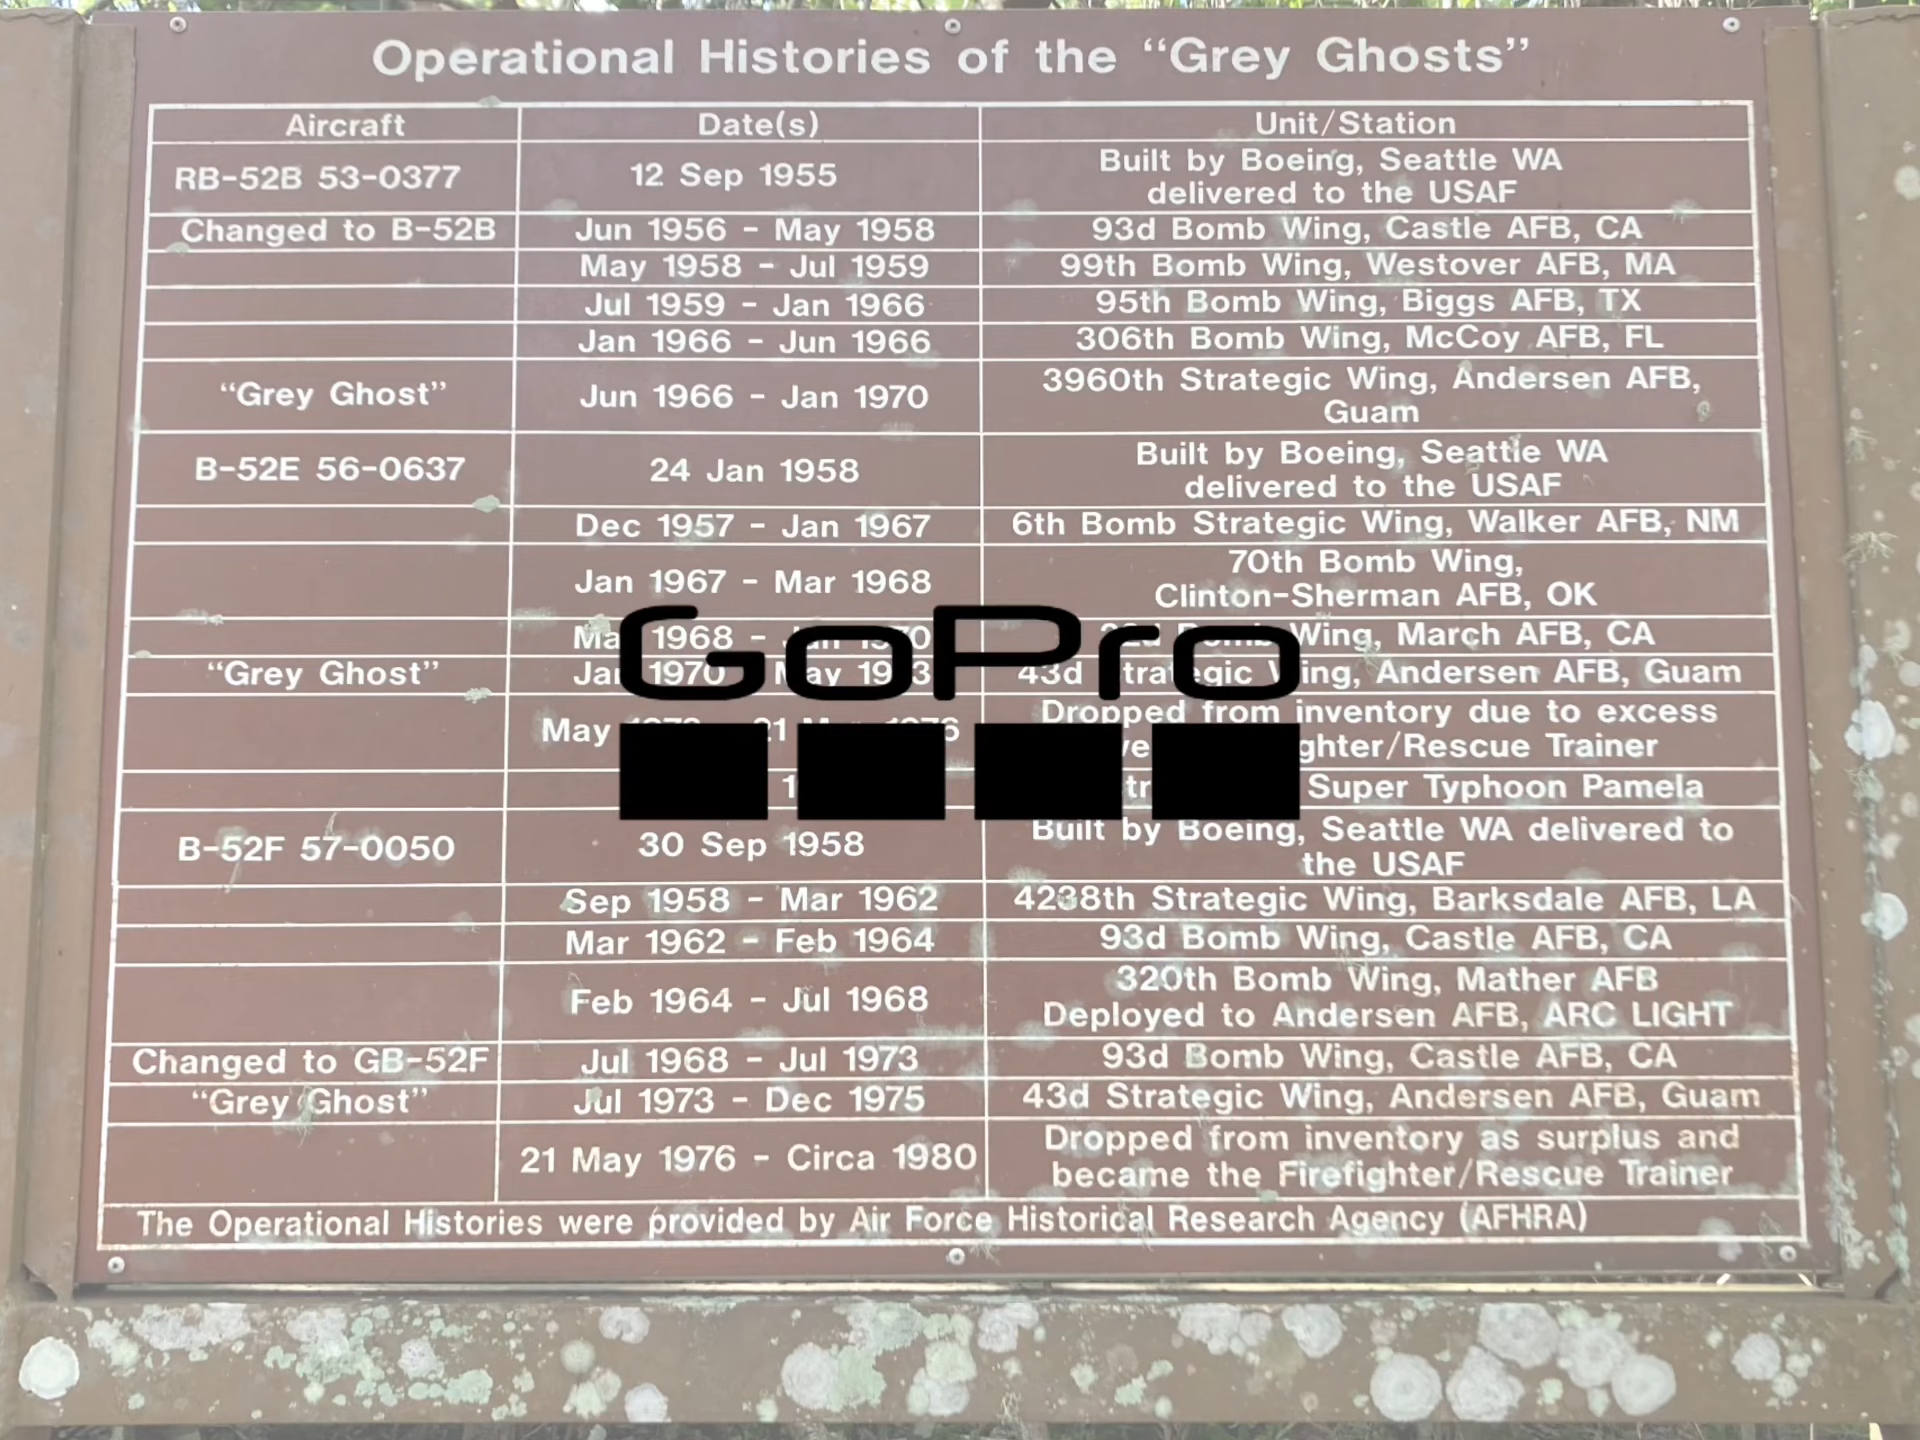 Operational Histories of the “Grey Ghosts”
Aircraft Date(s) Unit/Station
RB-52B 53-0377 12 Sep 1955 Built by Boeing, Seattle WA
delivered to the USAF
Changed to B-52B Jun 1956 - May 1958 93d Bomb Wing, Castle AFB, CA
May 1958 - Jul 1959 99th Bomb Wing, Westover AFB, MA
Jul 1959 - Jan 1966 95th Bomb Wing, Biggs AFB, TX
Jan 1966 - Jun 1966 306th Bomb Wing, McCoy AFB, FL
“Grey Ghost” Jun 1966 - Jan 1970 3960th Strategic Wing, Andersen AFB,
Guam
B-52E 56-0637 24 Jan 1958 Built by Boeing, Seattle WA
delivered to the USAF
Dec 1957 - Jan 1967 6th Bomb Strategic Wing, Walker AFB, NM
Jan 1967 - Mar 1968 70th Bomb Wing,
Clinton-Sherman AFB, OK
1968 - Bomb Wing, March AFB, CA
“Grey Ghost” 1970 May 43d Strategic Wing, Andersen AFB, Guam
May Dropped from inventory due to excess
Trainer
Super Typhoon Pamela
GoPro
B-52F 57-0050 30 Sep 1958 Built by Boeing, Seattle WA delivered to
the USAF
Sep 1958 - Mar 1962 4238th Strategic Wing, Barksdale AFB, LA
Mar 1962 - Feb 1964 93d Bomb Wing, Castle AFB, CA
Feb 1964 - Jul 1968 320th Bomb Wing, Mather AFB
Deployed to Andersen AFB, ARC LIGHT
Changed to GB-52F Jul 1968 - Jul 1973 93d Bomb Wing, Castle AFB, CA
“Grey Ghost” Jul 1973 - Dec 1975 43d Strategic Wing, Andersen AFB, Guam
21 May 1976 - Circa 1980 Dropped from inventory as surplus and
became the Firefighter/Rescue Trainer
The Operational Histories were provided by Air Force Historical Research Agency (AFHRA)